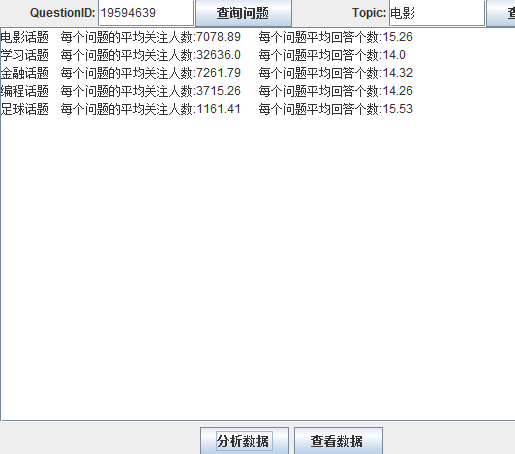 QuestionID: 19594639 查询问题 Topic: 电影
电影话题 每个问题的平均关注人数:7078.89 每个问题平均回答个数:15.26
学习话题 每个问题的平均关注人数:32636.0 每个问题平均回答个数:14.0
金融话题 每个问题的平均关注人数:7261.79 每个问题平均回答个数:14.32
编程话题 每个问题的平均关注人数:3715.26 每个问题平均回答个数:14.26
足球话题 每个问题的平均关注人数:1161.41 每个问题平均回答个数:15.53
分析数据 查看数据